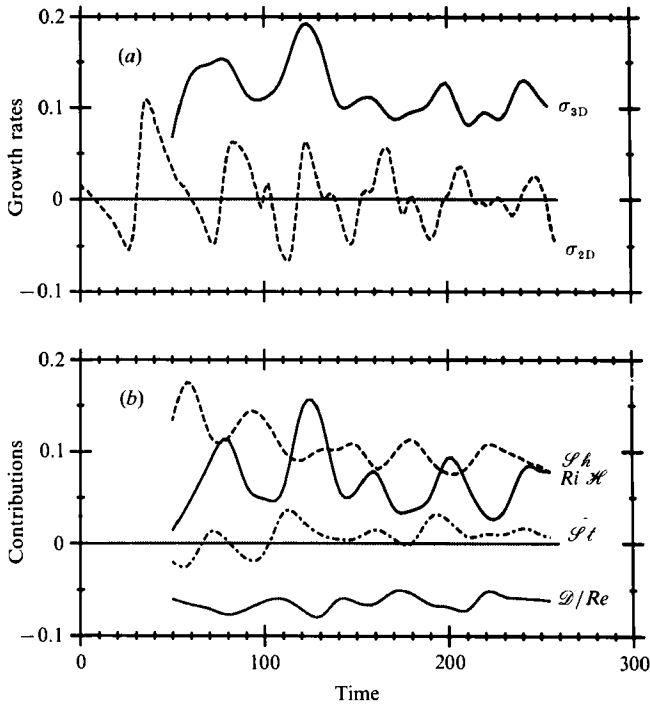 0.2
(a)
0.1
σ3D
Growth rates
0
σ2D
−0.1
0.2
(b)
0.1
𝒮h
Ri ℋ
Contributions
𝒮t
0
𝒟/Re
−0.1
0 100 200 300
Time